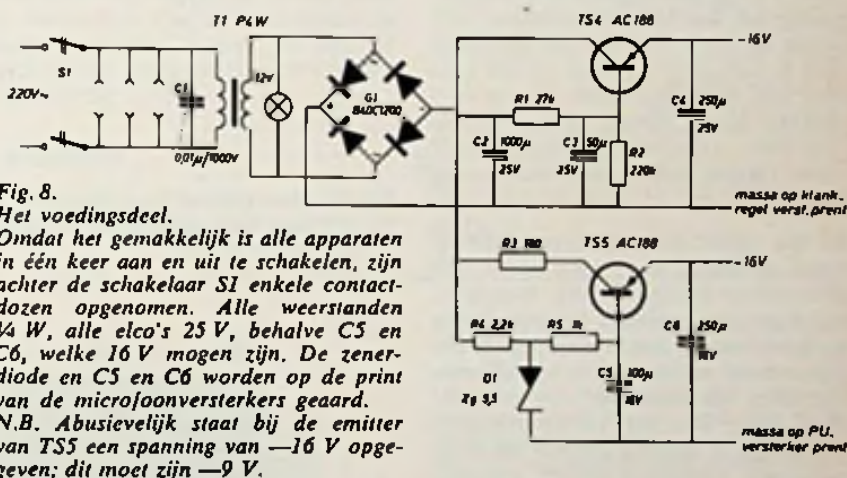 T1 P4W
TS4 AC188
-16V
S1
220V~
C1
0,01µ/1000V
12V
G1
B40C1200
R1 27k
C2 1000µ
25V
C3 50µ
25V
R2
220k
C4 250µ
25V
massa op klank-
regel verst.print
Fig. 8.
Het voedingsdeel.
Omdat het gemakkelijk is alle apparaten
in één keer aan en uit te schakelen, zijn
achter de schakelaar S1 enkele contact-
dozen opgenomen. Alle weerstanden
¼ W, alle elco's 25 V, behalve C5 en
C6, welke 16 V mogen zijn. De zener-
diode en C5 en C6 worden op de print
van de microfoonversterkers geaard.
N.B. Abusievelijk staat bij de emitter
van TS5 een spanning van —16 V opge-
geven; dit moet zijn —9 V.
R3
TS5 AC188
-16V
R4 2,2k
R5 1k
D1
C5 100µ
16V
C6 250µ
16V
massa op PU.
versterker print